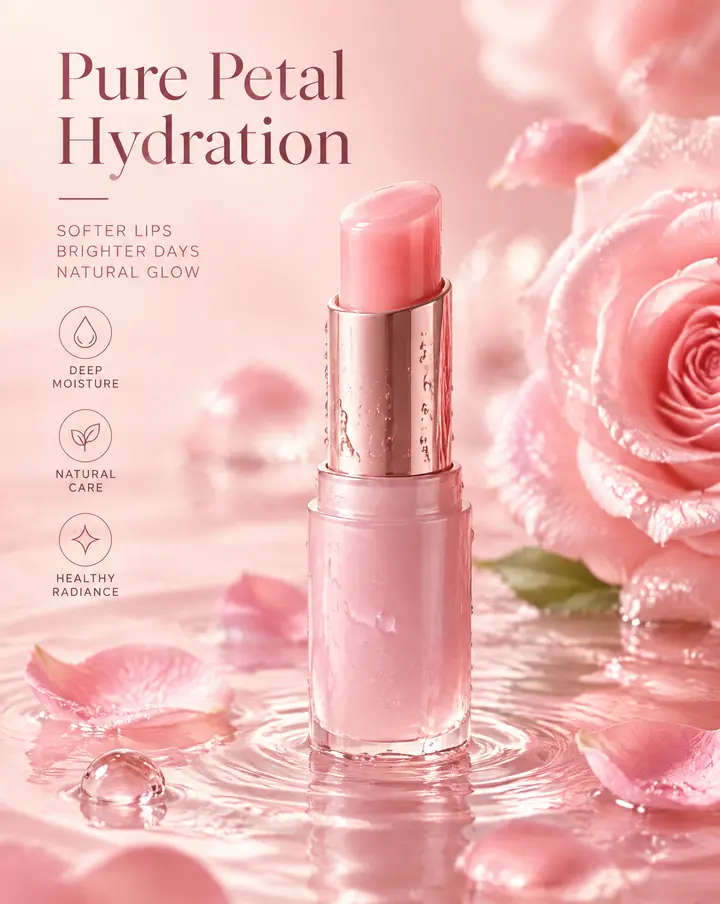 Pure Petal
Hydration
SOFTER LIPS
BRIGHTER DAYS
NATURAL GLOW
DEEP
MOISTURE
NATURAL
CARE
HEALTHY
RADIANCE